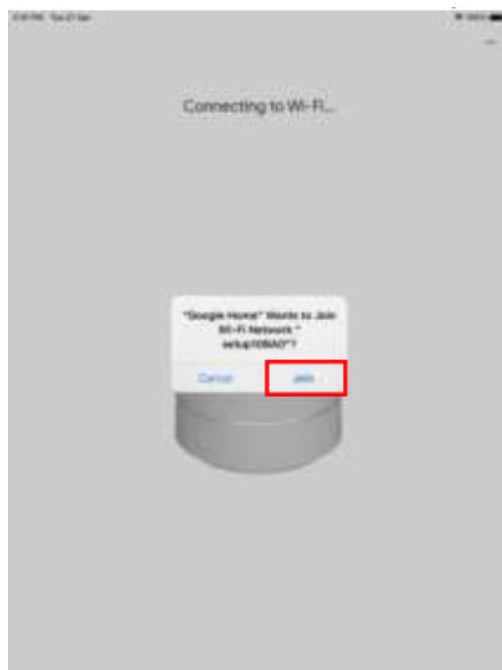 Connecting to Wi-Fi...
"Google Home" Wants to Join
Wi-Fi Network "
Cancel
Join